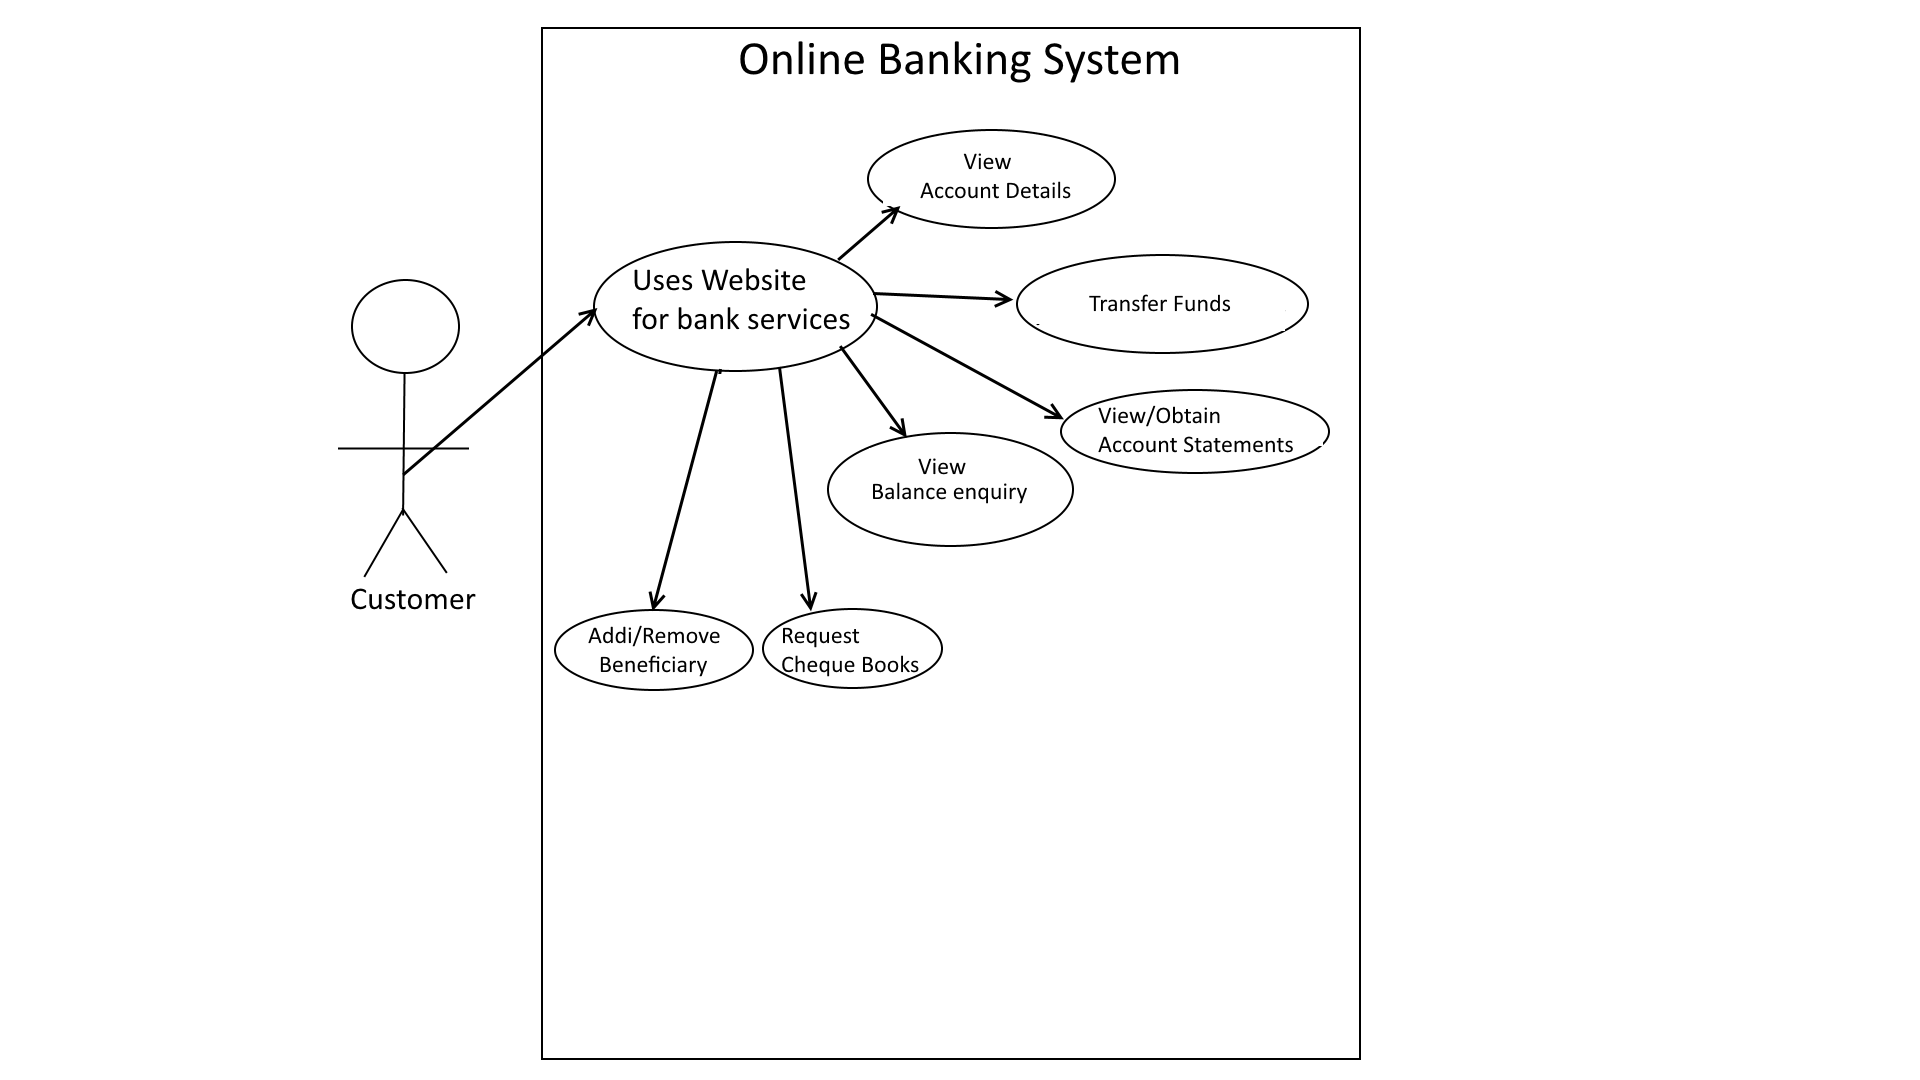 Online Banking System
View
Account Details
Uses Website
for bank services
Transfer Funds
View/Obtain
Account Statements
View
Balance enquiry
Customer
Addi/Remove
Beneficiary
Request
Cheque Books